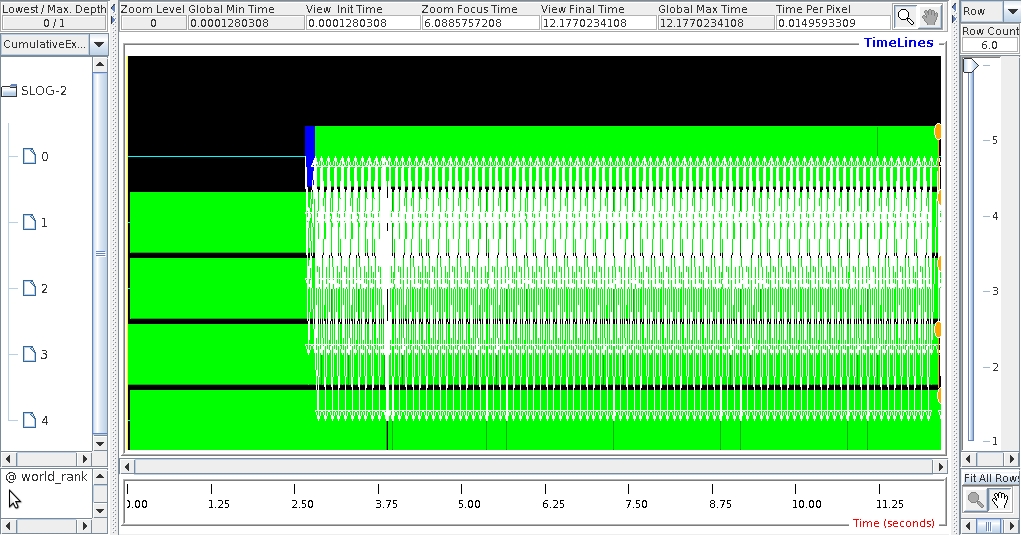 Lowest / Max. Depth
0 / 1
Zoom Level
0
Global Min Time
0.0001280308
View Init Time
0.0001280308
Zoom Focus Time
6.0885757208
View Final Time
12.1770234108
Global Max Time
12.1770234108
Time Per Pixel
0.0149593309
Row
Row Count
6.0
CumulativeEx...
TimeLines
SLOG-2
0
1
2
3
4
5
4
3
2
1
@ world_rank
Fit All Rows
0.00
1.25
2.50
3.75
5.00
6.25
7.50
8.75
10.00
11.25
Time (seconds)